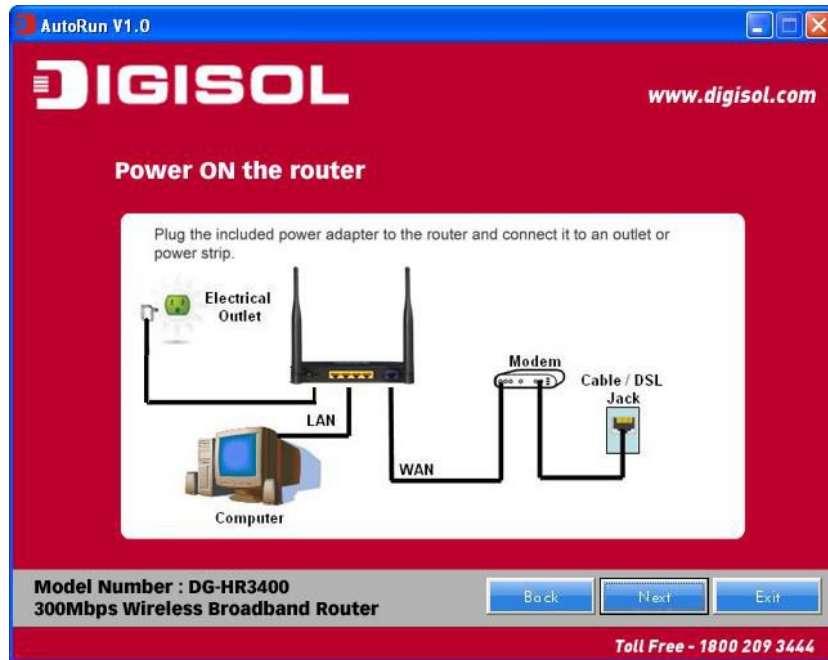 AutoRun V1.0
DIGISOL
www.digisol.com
Power ON the router
Plug the included power adapter to the router and connect it to an outlet or
power strip.
Electrical
Outlet
Modem
Cable / DSL
Jack
LAN
WAN
Computer
Model Number : DG-HR3400
300Mbps Wireless Broadband Router
Back
Next
Exit
Toll Free - 1800 209 3444